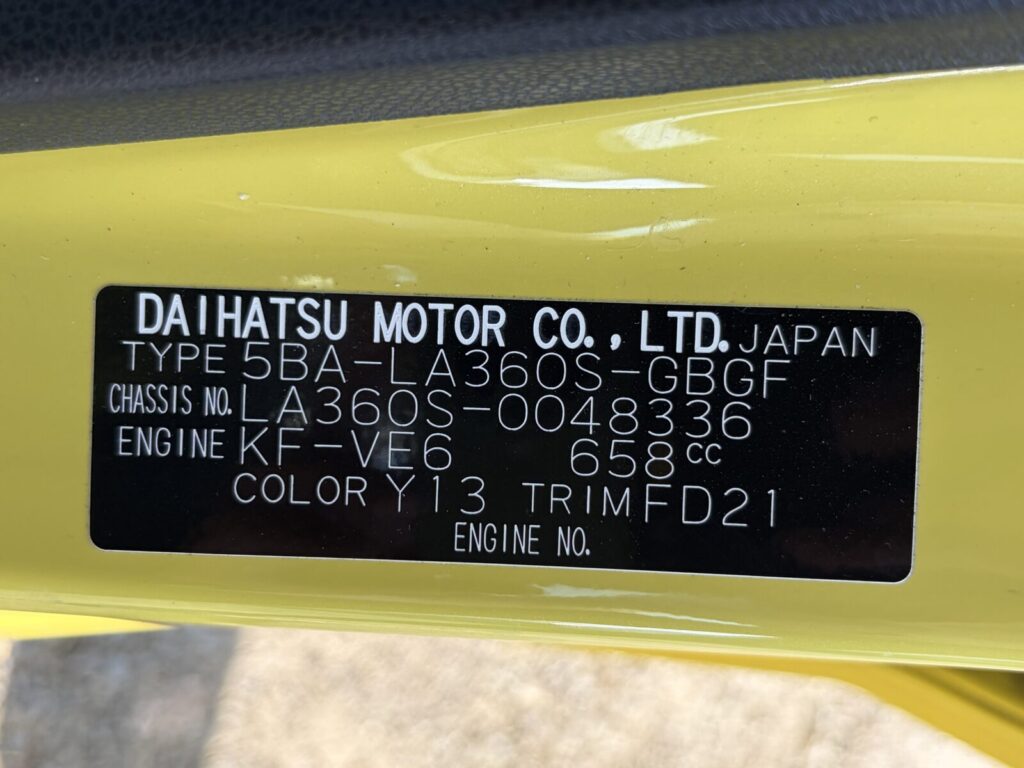 DAIHATSU MOTOR CO., LTD. JAPAN
TYPE 5BA-LA360S-GBGF
CHASSIS NO. LA360S-0048336
ENGINE KF-VE6 658cc
COLOR Y13 TRIM FD21
ENGINE NO.